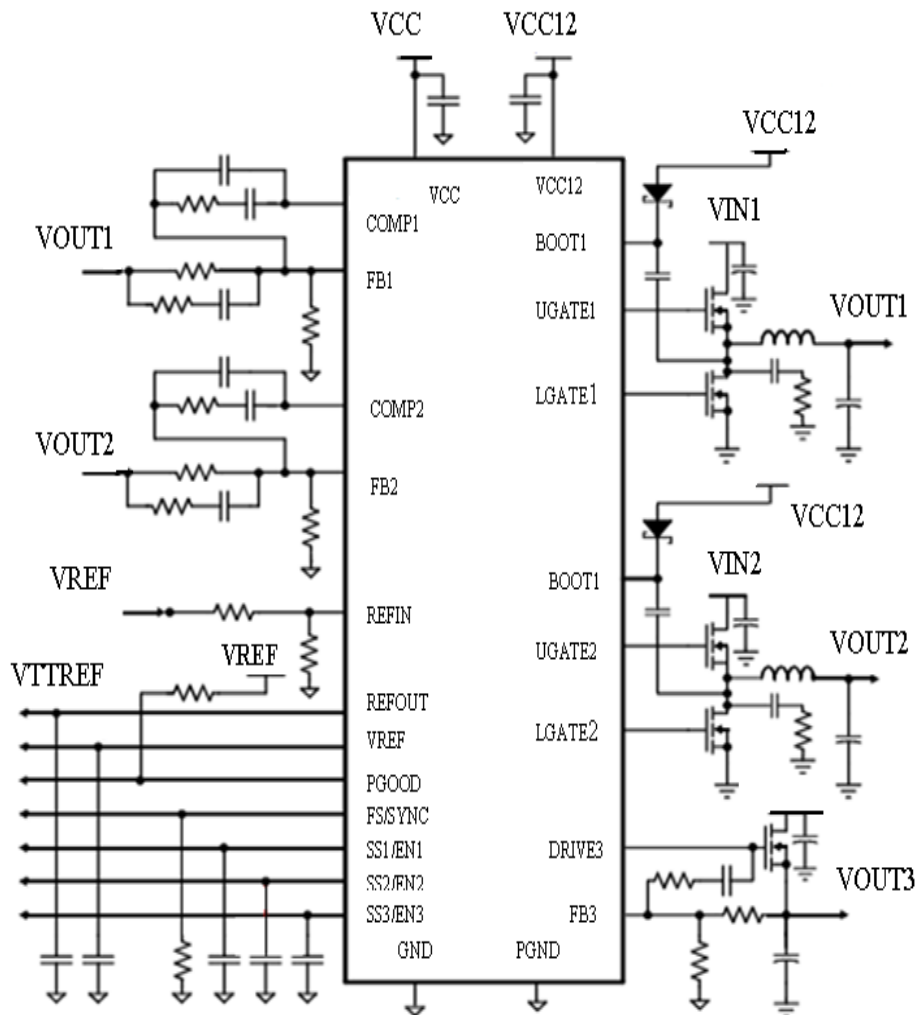 VCC
VCC12
VCC12
VCC
VCC12
COMP1
VOUT1
FB1
BOOT1
VIN1
UGATE1
VOUT1
LGATE1
COMP2
VOUT2
FB2
VCC12
BOOT1
VIN2
VREF
REFIN
UGATE2
VOUT2
VREF
VTTREF
REFOUT
LGATE2
VREF
PGOOD
FS/SYNC
SS1/EN1
DRIVE3
VOUT3
SS2/EN2
SS3/EN3
FB3
GND
PGND